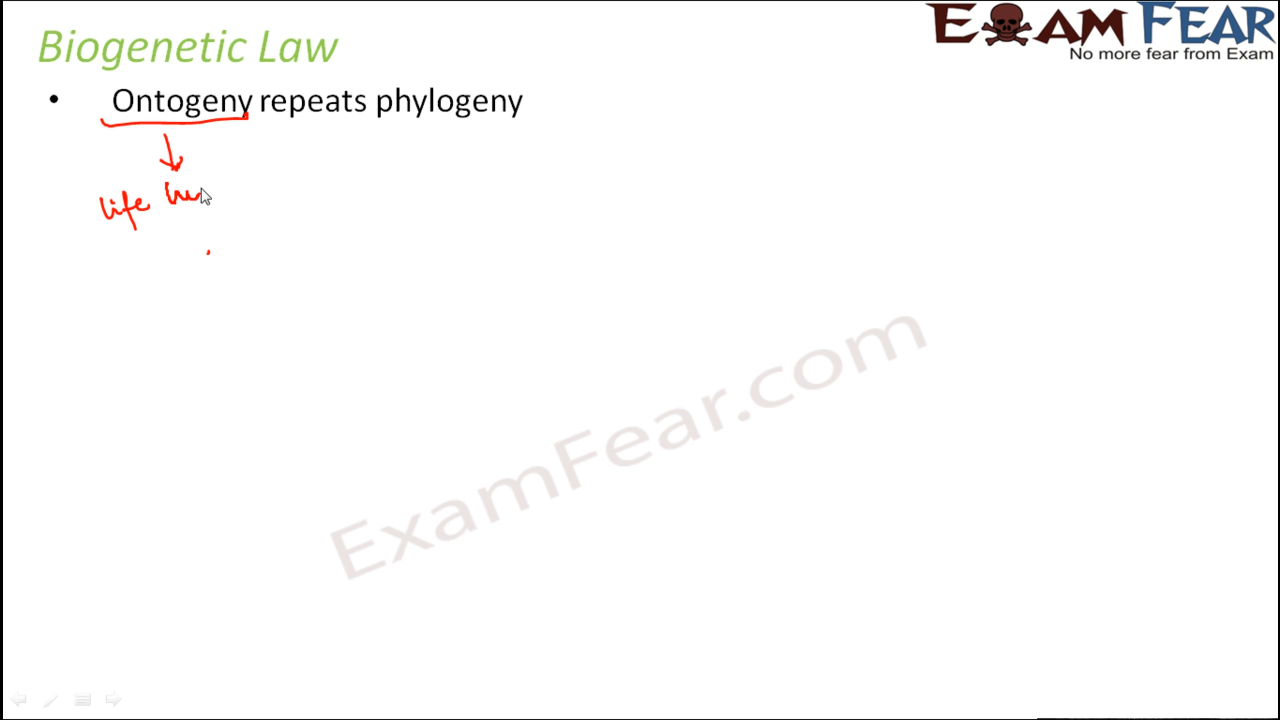 Biogenetic Law
EXAM FEAR
No more fear from Exam
• Ontogeny repeats phylogeny
life
ExamFear.com